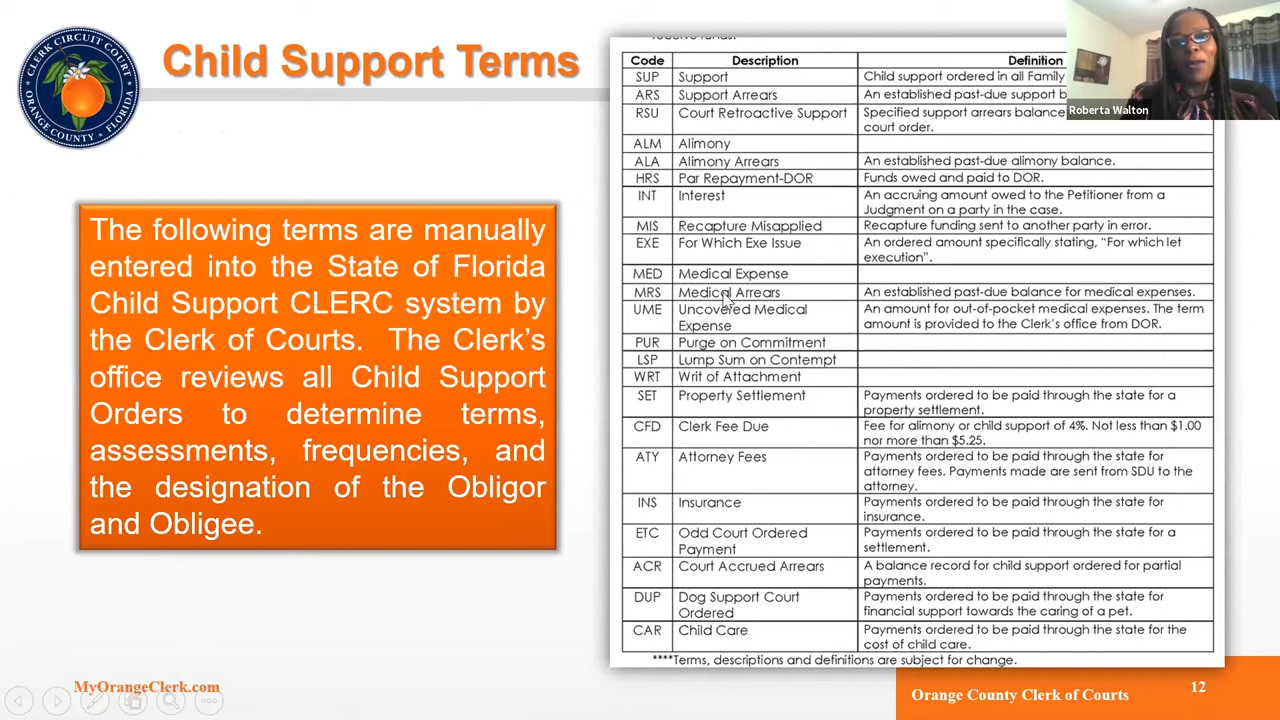 CLERK CIRCUIT COURT
ORANGE COUNTY, FLORIDA
Child Support Terms
The following terms are manually
entered into the State of Florida
Child Support CLERC system by
the Clerk of Courts. The Clerk's
office reviews all Child Support
Orders to determine terms,
assessments, frequencies, and
the designation of the Obligor
and Obligee.
receive funds.
Code Description Definition
SUP Support Child support ordered in all Family
ARS Support Arrears An established past-due support
RSU Court Retroactive Support Specified support arrears balance
court order.
ALM Alimony
ALA Alimony Arrears An established past-due alimony balance.
HRS Par Repayment-DOR Funds owed and paid to DOR.
INT Interest An accruing amount owed to the Petitioner from a
Judgment on a party in the case.
MIS Recapture Misapplied Recapture funding sent to another party in error.
EXE For Which Exe Issue An ordered amount specifically stating, "For which let
execution".
MED Medical Expense
MRS Medical Arrears An established past-due balance for medical expenses.
UME Uncovered Medical An amount for out-of-pocket medical expenses. The term
Expense amount is provided to the Clerk's office from DOR.
PUR Purge on Commitment
LSP Lump Sum on Contempt
WRT Writ of Attachment
SET Property Settlement Payments ordered to be paid through the state for a
property settlement.
CFD Clerk Fee Due Fee for alimony or child support of 4%. Not less than $1.00
nor more than $5.25.
ATY Attorney Fees Payments ordered to be paid through the state for
attorney fees. Payments made are sent from SDU to the
attorney.
INS Insurance Payments ordered to be paid through the state for
insurance.
ETC Odd Court Ordered Payments ordered to be paid through the state for a
Payment settlement.
ACR Court Accrued Arrears A balance record for child support ordered for partial
payments.
DUP Dog Support Court Payments ordered to be paid through the state for
Ordered financial support towards the caring of a pet.
CAR Child Care Payments ordered to be paid through the state for the
cost of child care.
****Terms, descriptions and definitions are subject for change.
Roberta Walton
MyOrangeClerk.com
Orange County Clerk of Courts
12